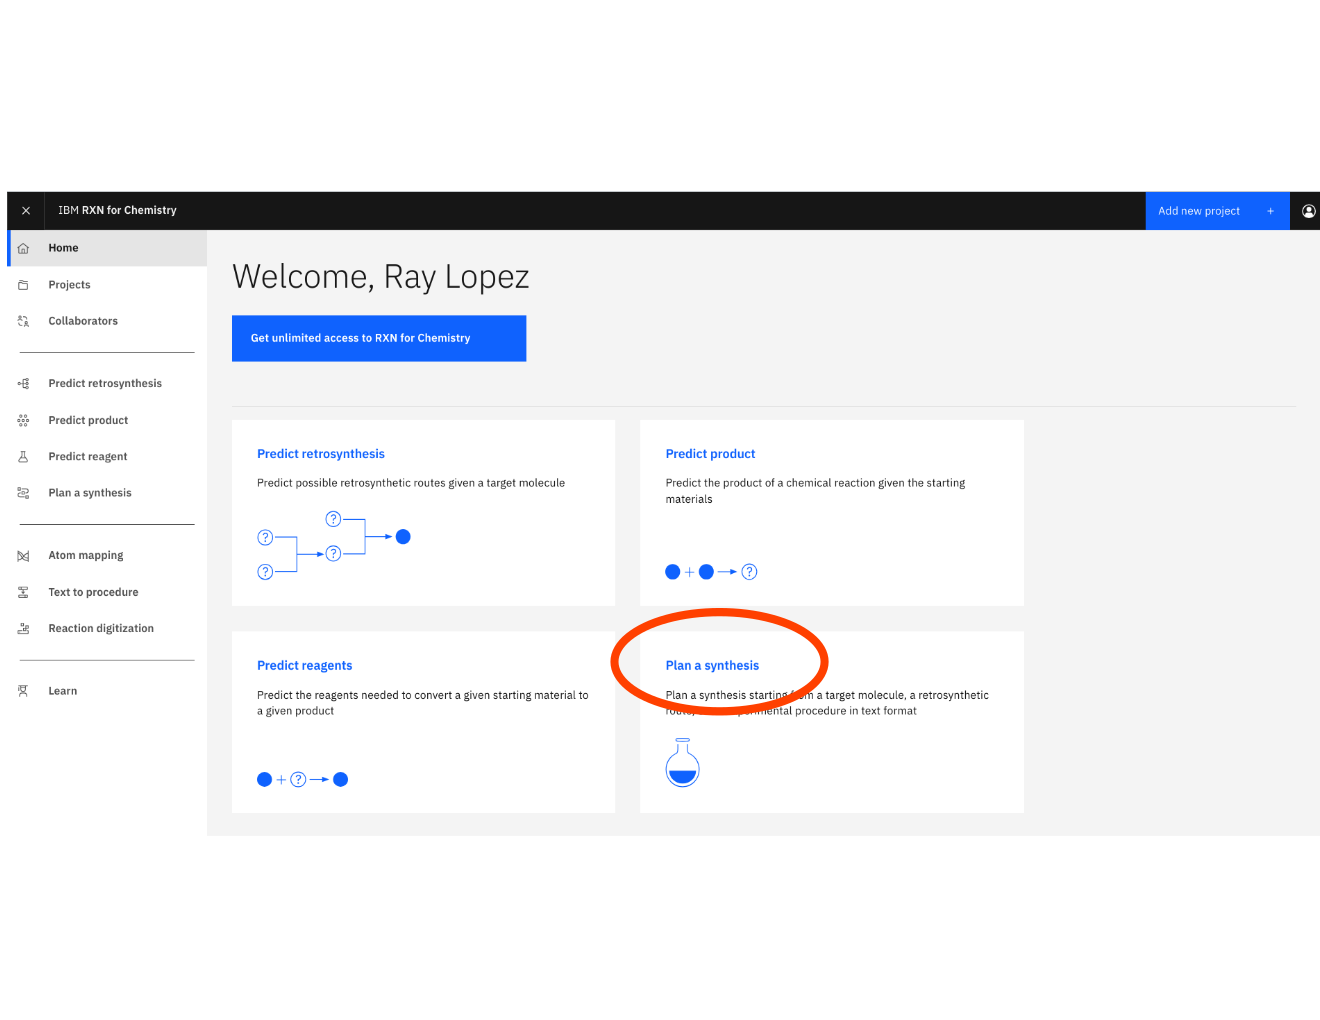 IBM RXN for Chemistry
Add new project +
Home
Projects
Collaborators
Predict retrosynthesis
Predict product
Predict reagent
Plan a synthesis
Atom mapping
Text to procedure
Reaction digitization
Learn
Welcome, Ray Lopez
Get unlimited access to RXN for Chemistry
Predict retrosynthesis
Predict possible retrosynthetic routes given a target molecule
?
?
?
?
Predict product
Predict the product of a chemical reaction given the starting
materials
+ ?
Predict reagents
Predict the reagents needed to convert a given starting material to
a given product
+ ?
Plan a synthesis
Plan a synthesis starting from a target molecule, a retrosynthetic
procedure in text format